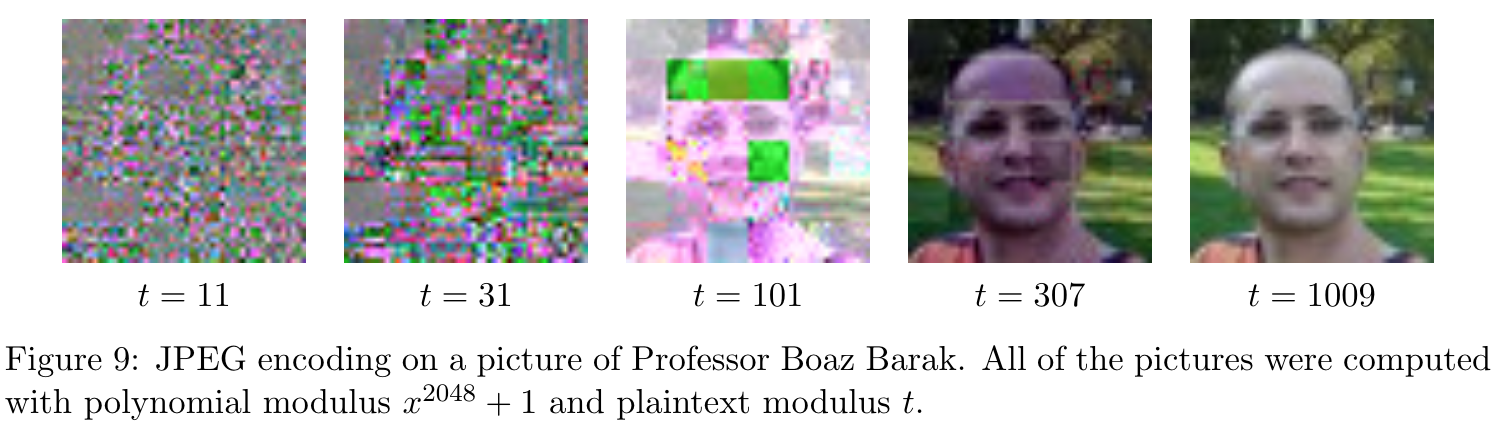 t = 11 t = 31 t = 101 t = 307 t = 1009
Figure 9: JPEG encoding on a picture of Professor Boaz Barak. All of the pictures were computed
with polynomial modulus x^2048 + 1 and plaintext modulus t.